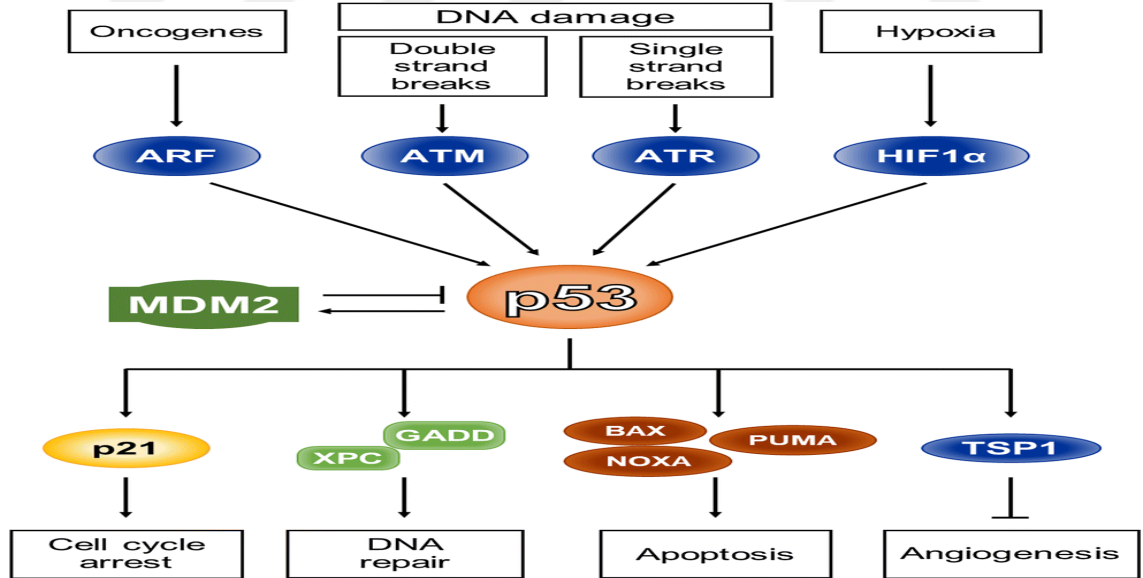 Oncogenes
DNA damage
Hypoxia
Double
strand
breaks
Single
strand
breaks
ARF
ATM
ATR
HIF1α
MDM2
p53
p21
GADD
XPC
BAX
PUMA
NOXA
TSP1
Cell cycle
arrest
DNA
repair
Apoptosis
Angiogenesis